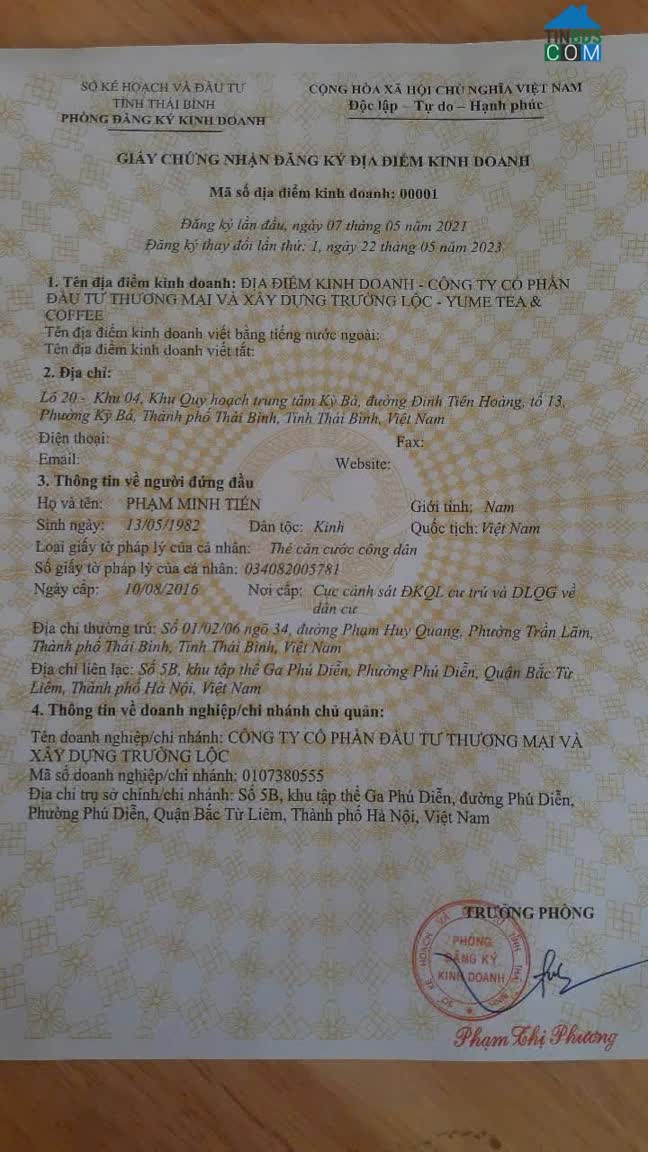 TINBDS
COM
SỞ KẾ HOẠCH VÀ ĐẦU TƯ
TỈNH THÁI BÌNH
PHÒNG ĐĂNG KÝ KINH DOANH
CỘNG HÒA XÃ HỘI CHỦ NGHĨA VIỆT NAM
Độc lập – Tự do – Hạnh phúc
GIẤY CHỨNG NHẬN ĐĂNG KÝ ĐỊA ĐIỂM KINH DOANH
Mã số địa điểm kinh doanh: 00001
Đăng ký lần đầu, ngày 07 tháng 05 năm 2021
Đăng ký thay đổi lần thứ: 1, ngày 22 tháng 05 năm 2023
1. Tên địa điểm kinh doanh: ĐỊA ĐIỂM KINH DOANH - CÔNG TY CỔ PHẦN
ĐẦU TƯ THƯƠNG MẠI VÀ XÂY DỰNG TRƯỜNG LỘC - YUME TEA &
COFFEE
Tên địa điểm kinh doanh viết bằng tiếng nước ngoài:
Tên địa điểm kinh doanh viết tắt:
2. Địa chỉ:
Lô 20 - Khu 04, Khu Quy hoạch trung tâm Kỳ Bá, đường Đinh Tiên Hoàng, tổ 13,
Phường Kỳ Bá, Thành phố Thái Bình, Tỉnh Thái Bình, Việt Nam
Điện thoại: Fax:
Email: Website:
3. Thông tin về người đứng đầu
Họ và tên: PHẠM MINH TIẾN Giới tính: Nam
Sinh ngày: 13/05/1982 Dân tộc: Kinh Quốc tịch: Việt Nam
Loại giấy tờ pháp lý của cá nhân: Thẻ căn cước công dân
Số giấy tờ pháp lý của cá nhân: 034082005781
Ngày cấp: 10/08/2016 Nơi cấp: Cục cảnh sát ĐKQL cư trú và DLQG về
dân cư
Địa chỉ thường trú: Số 01/02/06 ngõ 34, đường Phạm Huy Quang, Phường Trần Lãm,
Thành phố Thái Bình, Tỉnh Thái Bình, Việt Nam
Địa chỉ liên lạc: Số 5B, khu tập thể Ga Phú Diễn, Phường Phú Diễn, Quận Bắc Từ
Liêm, Thành phố Hà Nội, Việt Nam
4. Thông tin về doanh nghiệp/chi nhánh chủ quản:
Tên doanh nghiệp/chi nhánh: CÔNG TY CỔ PHẦN ĐẦU TƯ THƯƠNG MẠI VÀ
XÂY DỰNG TRƯỜNG LỘC
Mã số doanh nghiệp/chi nhánh: 0107380555
Địa chỉ trụ sở chính/chi nhánh: Số 5B, khu tập thể Ga Phú Diễn, đường Phú Diễn,
Phường Phú Diễn, Quận Bắc Từ Liêm, Thành phố Hà Nội, Việt Nam
TRƯỞNG PHÒNG
PHÒNG
ĐĂNG KÝ
KINH DOANH
Phạm Thị Phương